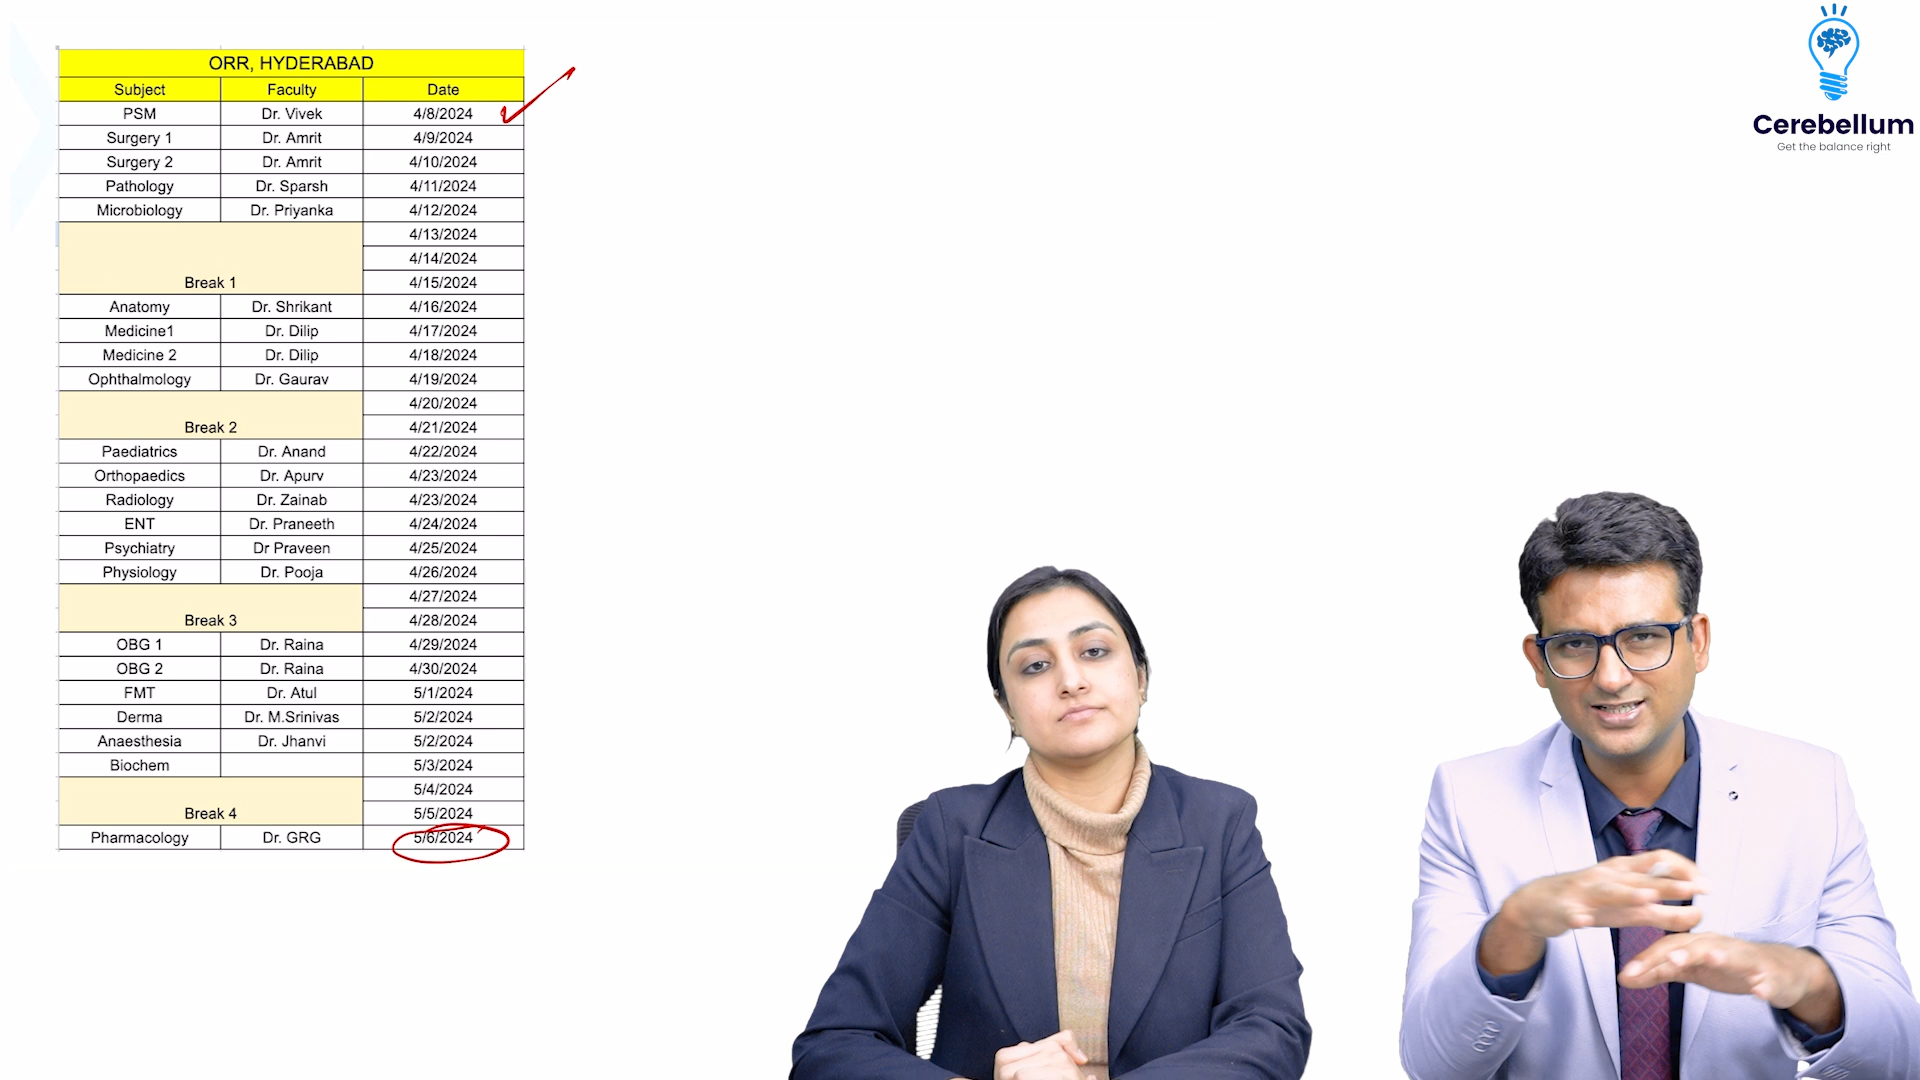 ORR, HYDERABAD
Subject Faculty Date
PSM Dr. Vivek 4/8/2024
Surgery 1 Dr. Amrit 4/9/2024
Surgery 2 Dr. Amrit 4/10/2024
Pathology Dr. Sparsh 4/11/2024
Microbiology Dr. Priyanka 4/12/2024
4/13/2024
4/14/2024
Break 1 4/15/2024
Anatomy Dr. Shrikant 4/16/2024
Medicine1 Dr. Dilip 4/17/2024
Medicine 2 Dr. Dilip 4/18/2024
Ophthalmology Dr. Gaurav 4/19/2024
4/20/2024
Break 2 4/21/2024
Paediatrics Dr. Anand 4/22/2024
Orthopaedics Dr. Apurv 4/23/2024
Radiology Dr. Zainab 4/23/2024
ENT Dr. Praneeth 4/24/2024
Psychiatry Dr Praveen 4/25/2024
Physiology Dr. Pooja 4/26/2024
4/27/2024
Break 3 4/28/2024
OBG 1 Dr. Raina 4/29/2024
OBG 2 Dr. Raina 4/30/2024
FMT Dr. Atul 5/1/2024
Derma Dr. M.Srinivas 5/2/2024
Anaesthesia Dr. Jhanvi 5/2/2024
Biochem 5/3/2024
5/4/2024
Break 4 5/5/2024
Pharmacology Dr. GRG 5/6/2024
Cerebellum
Get the balance right